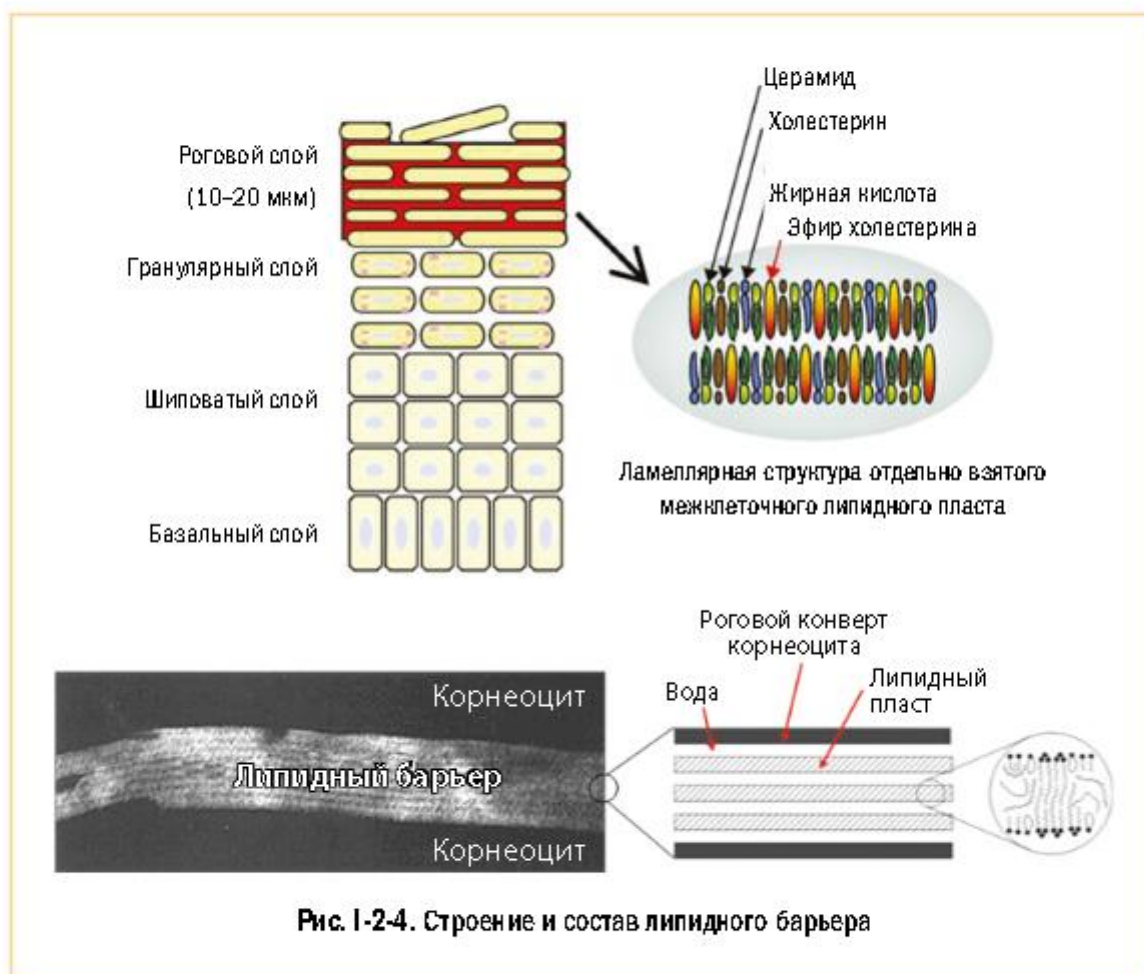 Церамид
Холестерин
Жирная кислота
Эфир холестерина
Роговой слой
(10–20 мкм)
Гранулярный слой
Шиповатый слой
Базальный слой
Ламеллярная структура отдельно взятого
межклеточного липидного пласта
Роговой конверт
корнеоцита
Вода
Липидный
пласт
Корнеоцит
Липидный барьер
Корнеоцит
Рис. I-2-4. Строение и состав липидного барьера